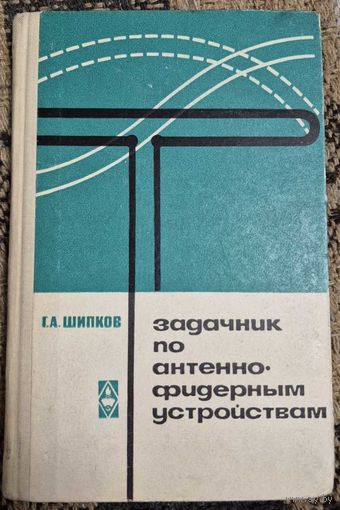 Г.А. ШИПКОВ
задачник
по
антенно-
фидерным
устройствам